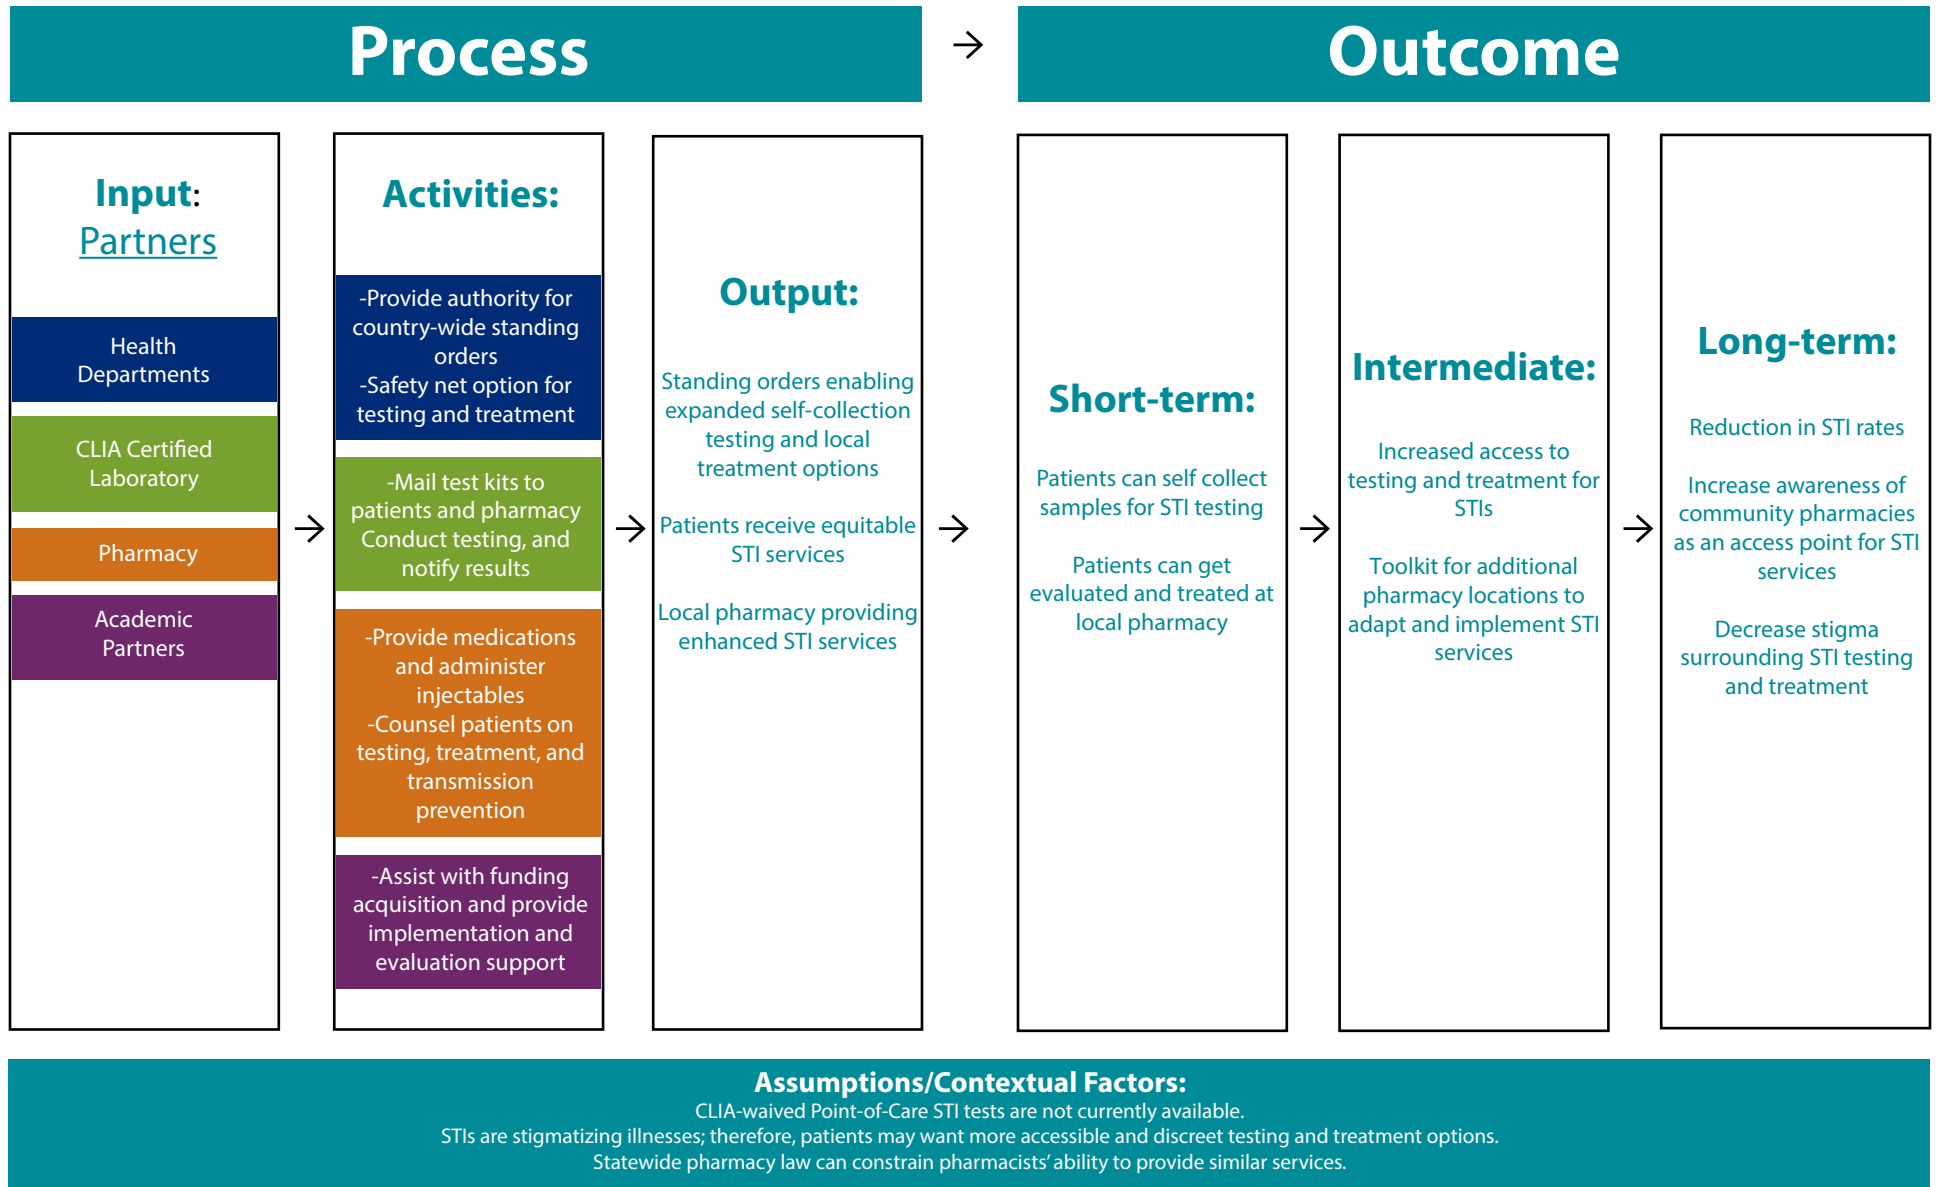 Process
→
Outcome
Input:
Partners
Health
Departments
CLIA Certified
Laboratory
Pharmacy
Academic
Partners
→
Activities:
-Provide authority for
country-wide standing
orders
-Safety net option for
testing and treatment
-Mail test kits to
patients and pharmacy
Conduct testing, and
notify results
-Provide medications
and administer
injectables
-Counsel patients on
testing, treatment, and
transmission
prevention
-Assist with funding
acquisition and provide
implementation and
evaluation support
→
Output:
Standing orders enabling
expanded self-collection
testing and local
treatment options
Patients receive equitable
STI services
Local pharmacy providing
enhanced STI services
→
Short-term:
Patients can self collect
samples for STI testing
Patients can get
evaluated and treated at
local pharmacy
→
Intermediate:
Increased access to
testing and treatment for
STIs
Toolkit for additional
pharmacy locations to
adapt and implement STI
services
→
Long-term:
Reduction in STI rates
Increase awareness of
community pharmacies
as an access point for STI
services
Decrease stigma
surrounding STI testing
and treatment
Assumptions/Contextual Factors:
CLIA-waived Point-of-Care STI tests are not currently available.
STIs are stigmatizing illnesses; therefore, patients may want more accessible and discreet testing and treatment options.
Statewide pharmacy law can constrain pharmacists' ability to provide similar services.